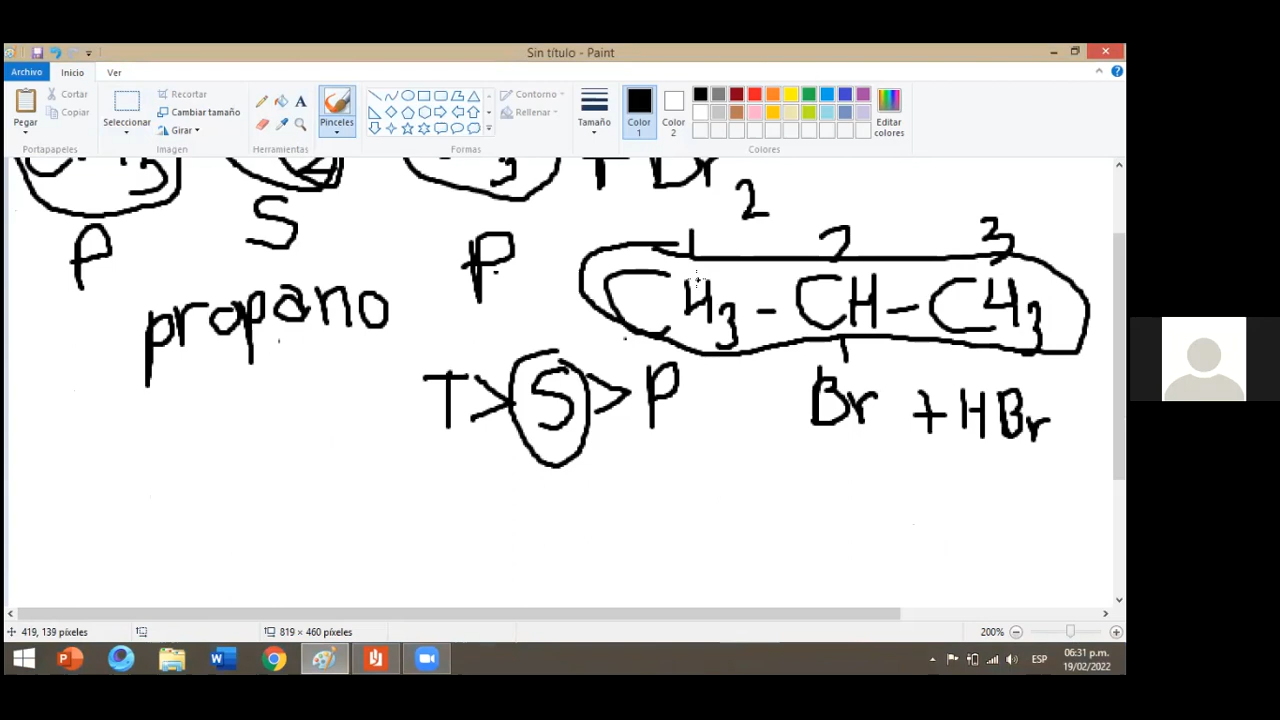 Sin título - Paint
Archivo Inicio Ver
Pegar
Cortar
Copiar
Seleccionar
Recortar
Cambiar tamaño
Girar
Pinceles
Contorno
Rellenar
Tamaño
Color 1
Color 2
Editar colores
Portapapeles Imagen Herramientas Formas Colores
+ Br2
P S P
propano
1 2 3
CH3 - CH - CH3
Br + HBr
T > S > P
419, 139 píxeles 819 × 460 píxeles 200%
ESP 06:31 p.m.
19/02/2022